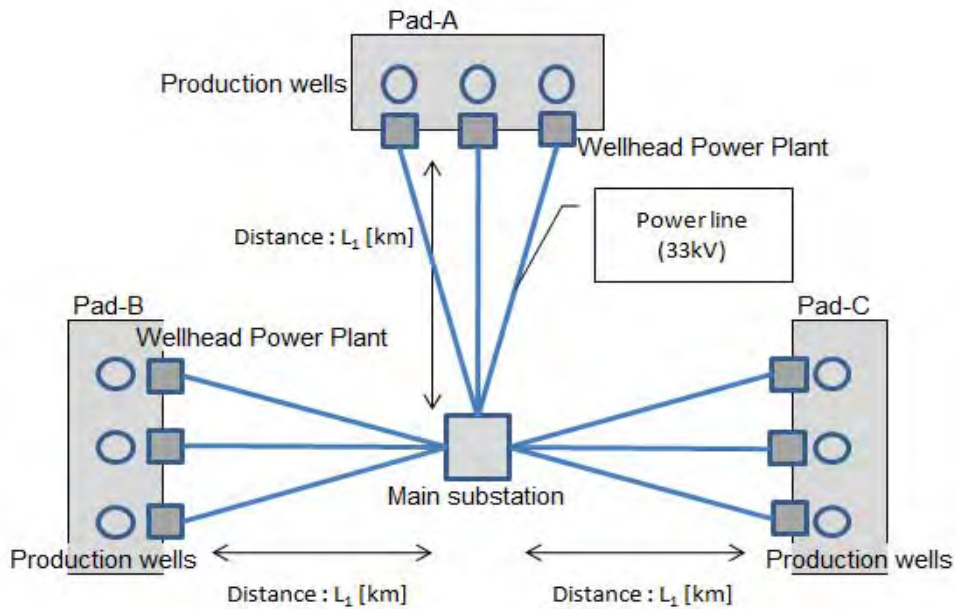 Pad-A
Production wells
Wellhead Power Plant
Distance : L₁ [km]
Power line
(33kV)
Pad-B
Wellhead Power Plant
Pad-C
Main substation
Production wells
Production wells
Distance : L₁ [km]
Distance : L₁ [km]